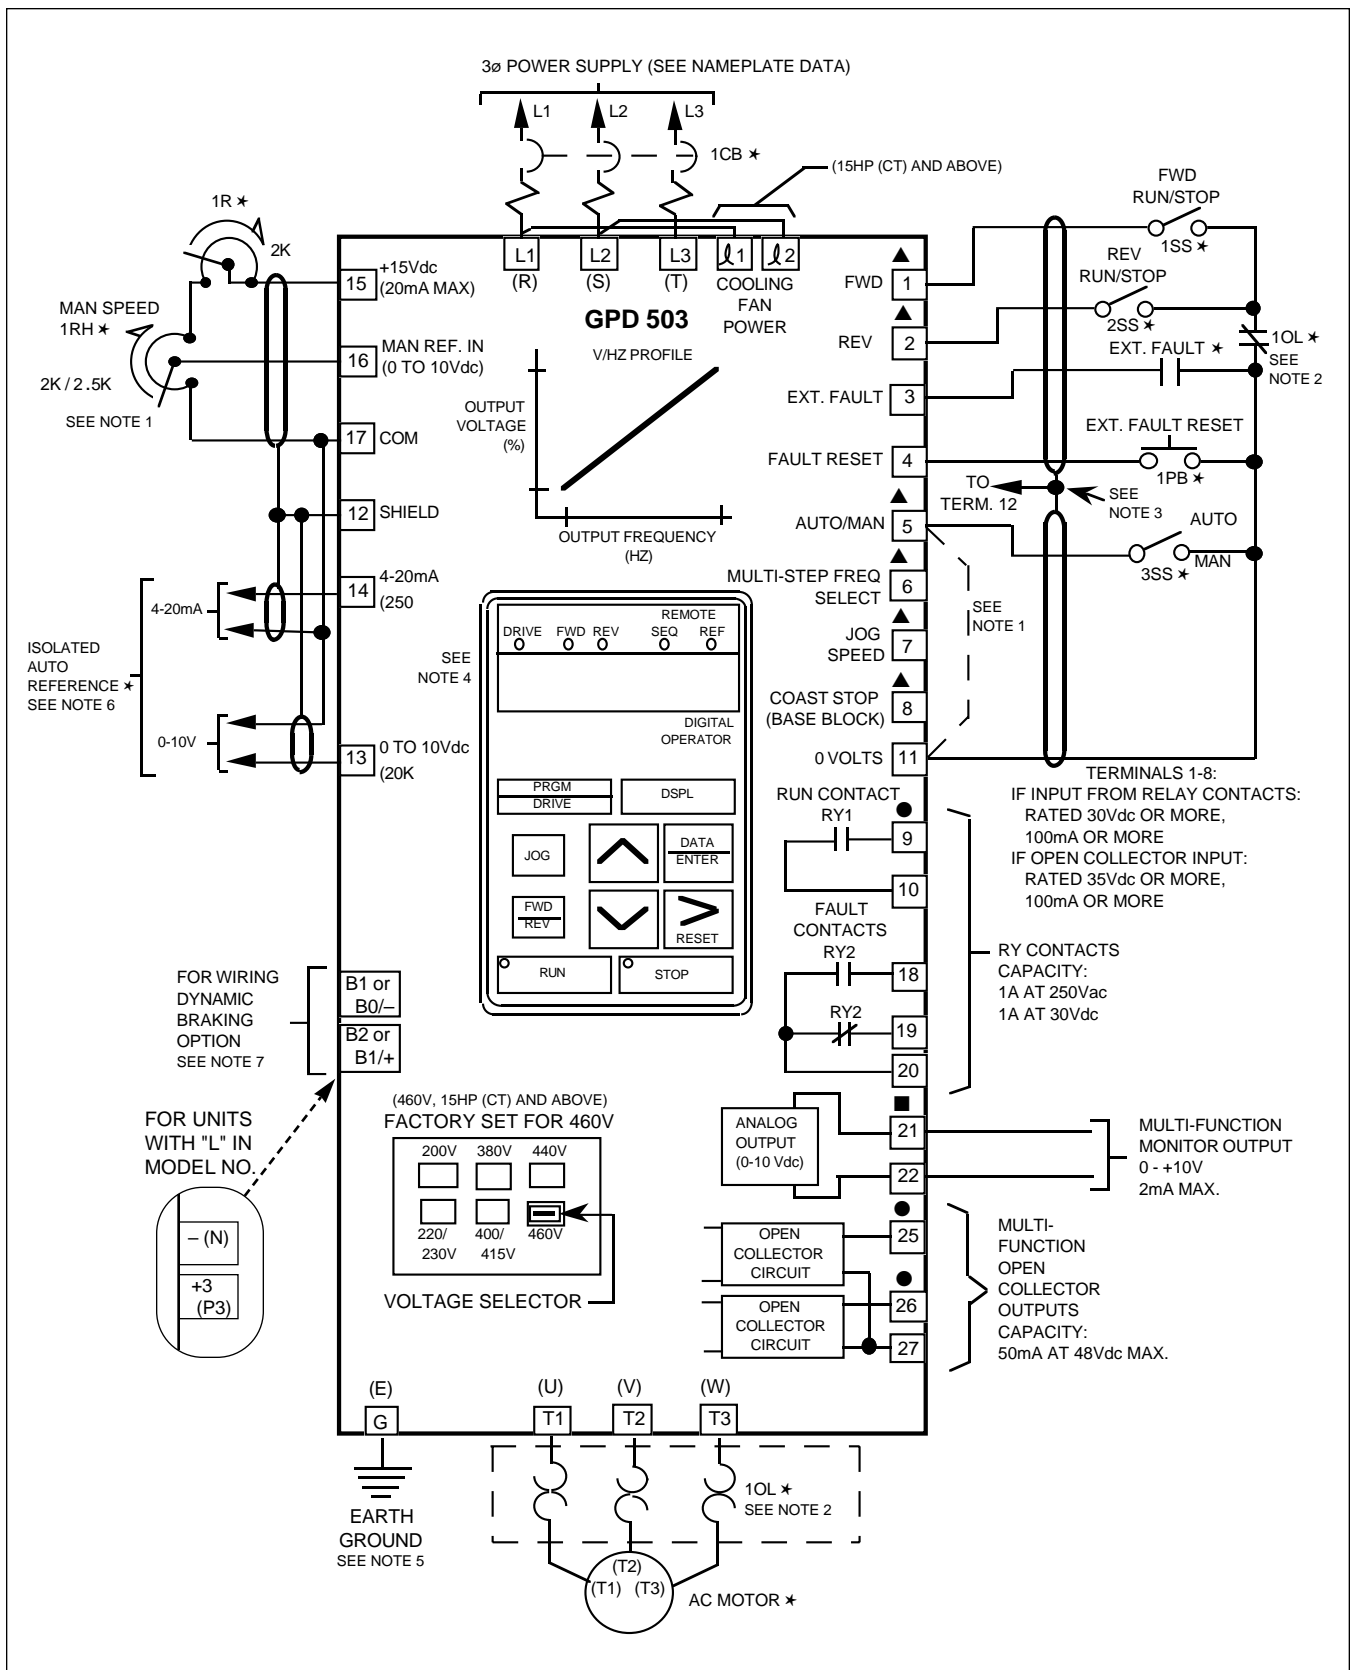 3ø POWER SUPPLY (SEE NAMEPLATE DATA)
L1
L2
L3
1CB ★
(15HP (CT) AND ABOVE)
1R ★
2K
MAN SPEED
1RH ★
2K / 2.5K
SEE NOTE 1
L1
L2
L3
ℓ1
ℓ2
(R)
(S)
(T)
COOLING
FAN
POWER
GPD 503
V/HZ PROFILE
OUTPUT
VOLTAGE
(%)
OUTPUT FREQUENCY
(HZ)
15
+15Vdc
(20mA MAX)
16
MAN REF. IN
(0 TO 10Vdc)
17
COM
12
SHIELD
14
4-20mA
(250
13
0 TO 10Vdc
(20K
4-20mA
0-10V
ISOLATED
AUTO
REFERENCE ★
SEE NOTE 6
▲
FWD
1
▲
REV
2
EXT. FAULT
3
FAULT RESET
4
▲
AUTO/MAN
5
▲
MULTI-STEP FREQ
SELECT
6
▲
JOG
SPEED
7
▲
COAST STOP
(BASE BLOCK)
8
0 VOLTS
11
FWD
RUN/STOP
1SS ★
REV
RUN/STOP
2SS ★
1OL ★
SEE
NOTE 2
EXT. FAULT ★
EXT. FAULT RESET
1PB ★
TO
TERM. 12
SEE
NOTE 3
AUTO
MAN
3SS ★
SEE
NOTE 1
SEE
NOTE 4
REMOTE
DRIVE FWD REV SEQ REF
DIGITAL
OPERATOR
PRGM
DRIVE
DSPL
JOG
DATA
ENTER
FWD
REV
RESET
RUN
STOP
TERMINALS 1-8:
IF INPUT FROM RELAY CONTACTS:
RATED 30Vdc OR MORE,
100mA OR MORE
IF OPEN COLLECTOR INPUT:
RATED 35Vdc OR MORE,
100mA OR MORE
RUN CONTACT
RY1
●
9
10
FAULT
CONTACTS
RY2
18
RY2
19
20
RY CONTACTS
CAPACITY:
1A AT 250Vac
1A AT 30Vdc
FOR WIRING
DYNAMIC
BRAKING
OPTION
SEE NOTE 7
B1 or
B0/–
B2 or
B1/+
FOR UNITS
WITH "L" IN
MODEL NO.
– (N)
+3
(P3)
(460V, 15HP (CT) AND ABOVE)
FACTORY SET FOR 460V
200V
380V
440V
220/
230V
400/
415V
460V
VOLTAGE SELECTOR
ANALOG
OUTPUT
(0-10 Vdc)
■
21
22
MULTI-FUNCTION
MONITOR OUTPUT
0 - +10V
2mA MAX.
OPEN
COLLECTOR
CIRCUIT
●
25
OPEN
COLLECTOR
CIRCUIT
●
26
27
MULTI-
FUNCTION
OPEN
COLLECTOR
OUTPUTS
CAPACITY:
50mA AT 48Vdc MAX.
(E)
G
EARTH
GROUND
SEE NOTE 5
(U)
(V)
(W)
T1
T2
T3
1OL ★
SEE NOTE 2
(T2)
(T1)
(T3)
AC MOTOR ★